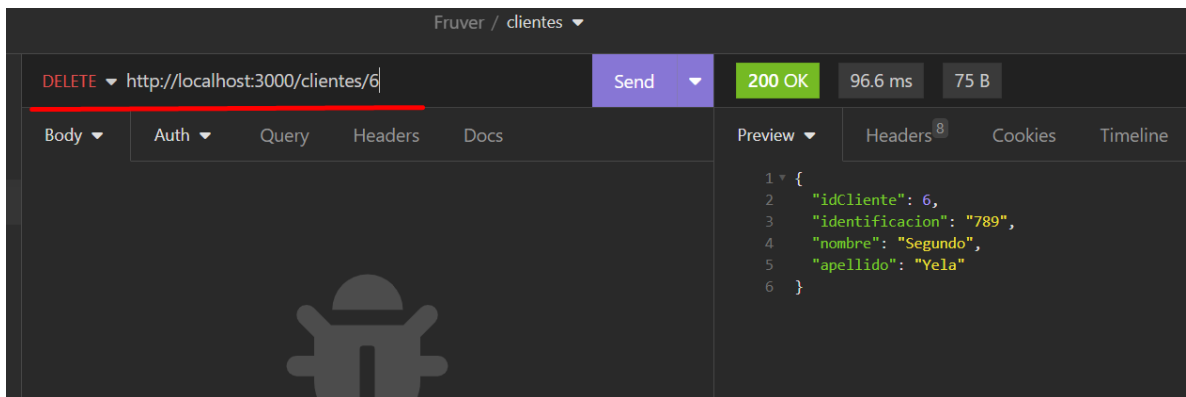 Fruver / clientes
DELETE http://localhost:3000/clientes/6 Send 200 OK 96.6 ms 75 B
Body Auth Query Headers Docs Preview Headers 8 Cookies Timeline
1 {
2 "idCliente": 6,
3 "identificacion": "789",
4 "nombre": "Segundo",
5 "apellido": "Yela"
6 }